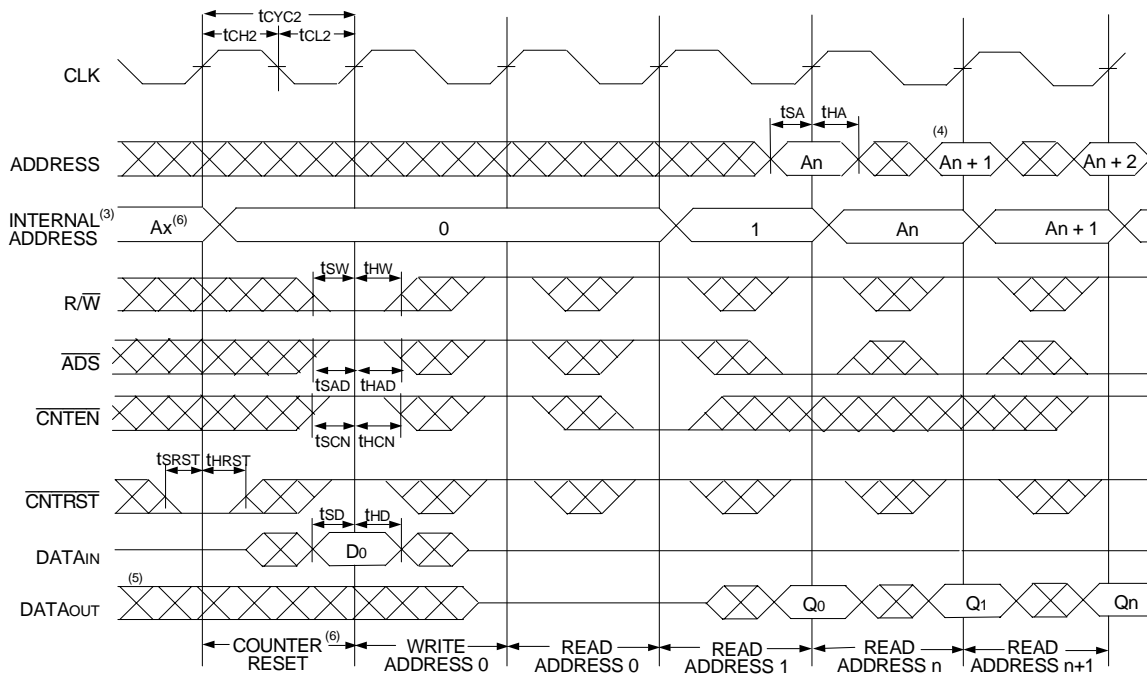 tCYC2
tCH2 tCL2
CLK
tSA tHA
ADDRESS An (4) An + 1 An + 2
INTERNAL(3) ADDRESS Ax(6) 0 1 An An + 1
tSW tHW
R/W
ADS
tSAD tHAD
CNTEN
tSCN tHCN
tSRST tHRST
CNTRST
tSD tHD
DATAIN D0
(5)
DATAOUT Q0 Q1 Qn
COUNTER(6) RESET
WRITE ADDRESS 0
READ ADDRESS 0
READ ADDRESS 1
READ ADDRESS n
READ ADDRESS n+1